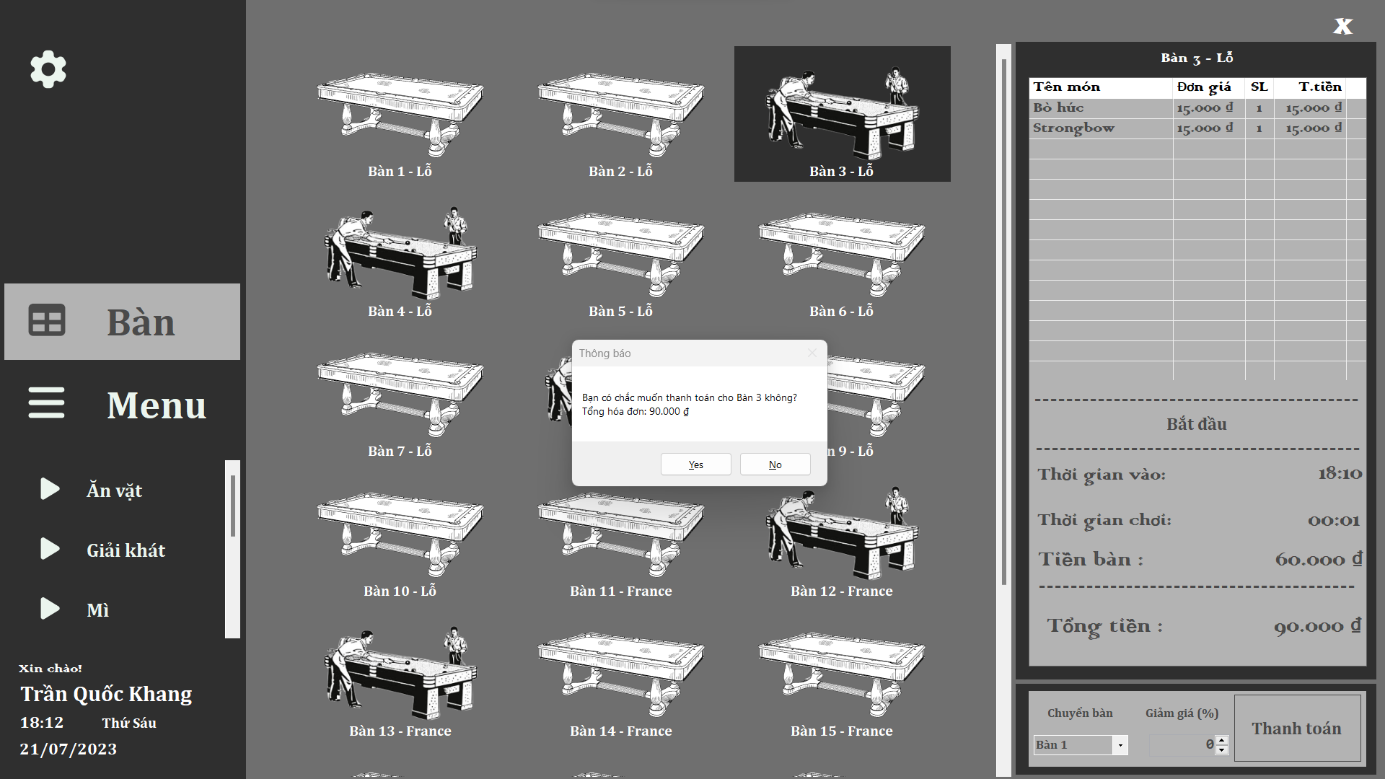 Bàn
Menu
Ăn vặt
Giải khát
Mì
Xin chào!
Trần Quốc Khang
18:12 Thứ Sáu
21/07/2023
Bàn 1 - Lỗ
Bàn 2 - Lỗ
Bàn 3 - Lỗ
Bàn 4 - Lỗ
Bàn 5 - Lỗ
Bàn 6 - Lỗ
Bàn 7 - Lỗ
n 9 - Lỗ
Bàn 10 - Lỗ
Bàn 11 - France
Bàn 12 - France
Bàn 13 - France
Bàn 14 - France
Bàn 15 - France
Thông báo
Bạn có chắc muốn thanh toán cho Bàn 3 không?
Tổng hóa đơn: 90.000 ₫
Yes No
X
Bàn 3 - Lỗ
Tên món Đơn giá SL T.tiền
Bò húc 15.000 ₫ 1 15.000 ₫
Strongbow 15.000 ₫ 1 15.000 ₫
Bắt đầu
Thời gian vào: 18:10
Thời gian chơi: 00:01
Tiền bàn : 60.000 ₫
Tổng tiền : 90.000 ₫
Chuyển bàn Giảm giá (%)
Bàn 1 0
Thanh toán